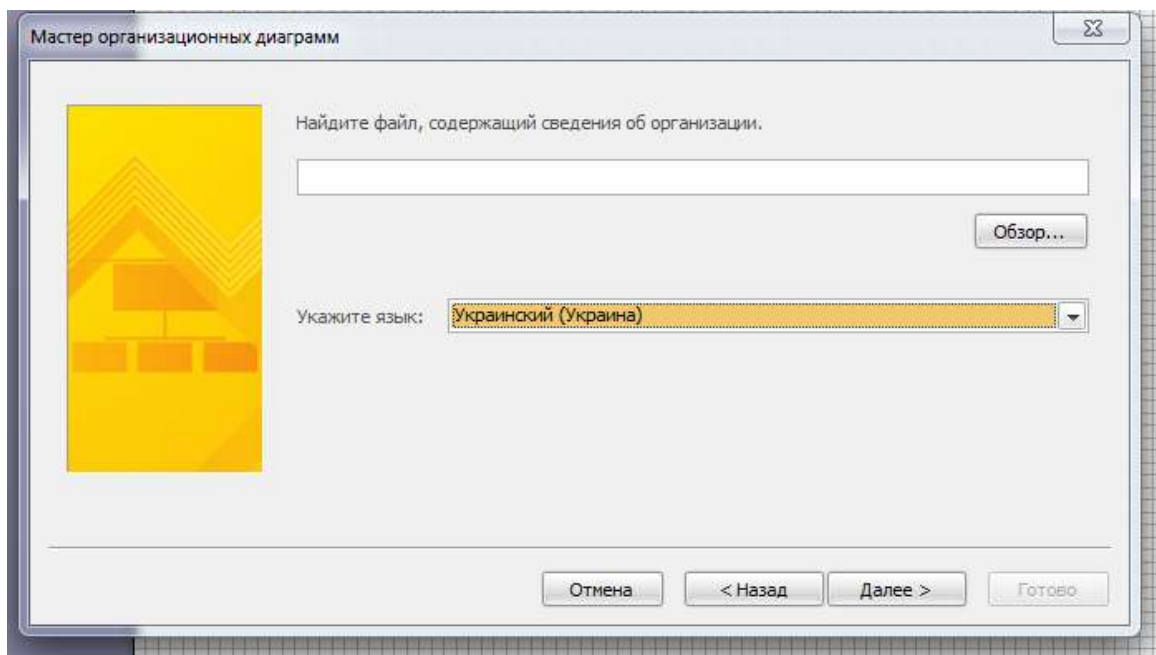 Мастер организационных диаграмм
Найдите файл, содержащий сведения об организации.
Обзор...
Укажите язык: Украинский (Украина)
Отмена < Назад Далее > Готово